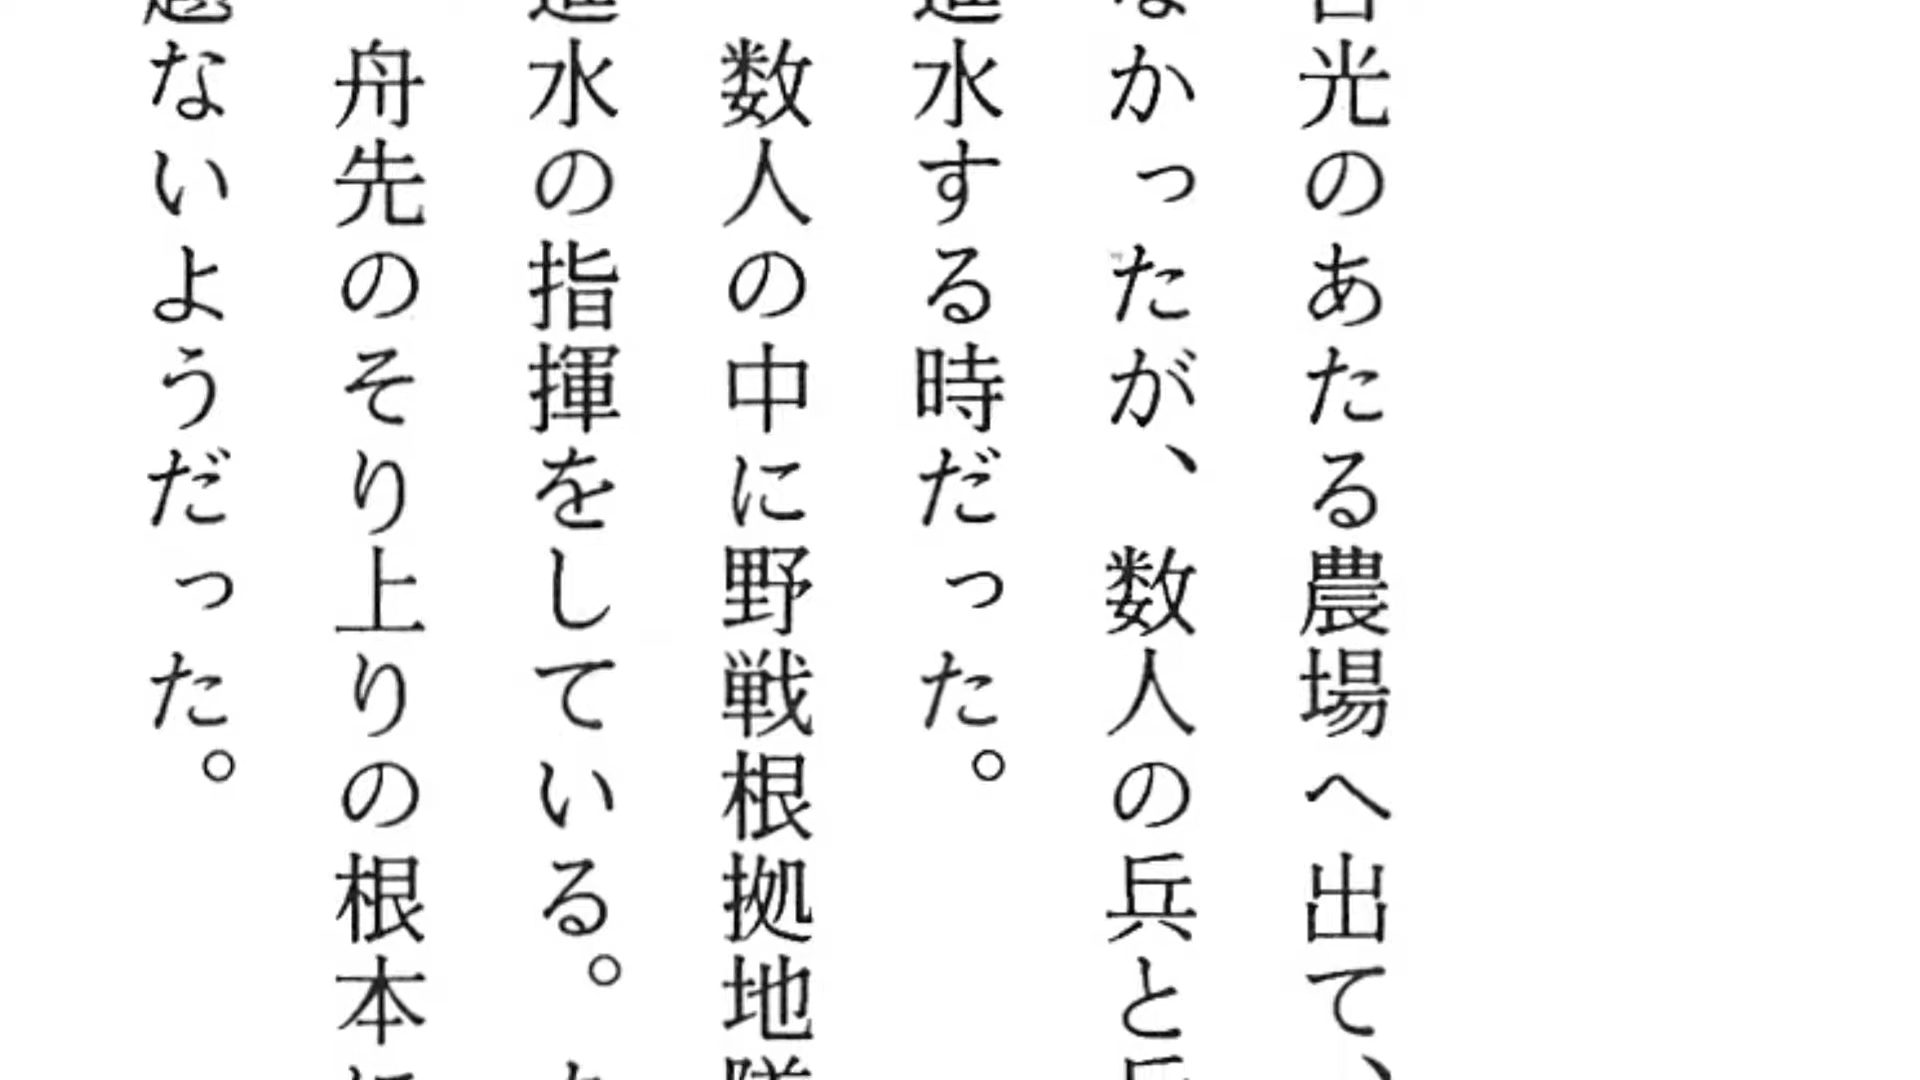 光のあたる農場へ出て、
なかったが、数人の兵と
水する時だった。
数人の中に野戦根拠地隊
水の指揮をしている。
舟先のそり上りの根本に
ないようだった。